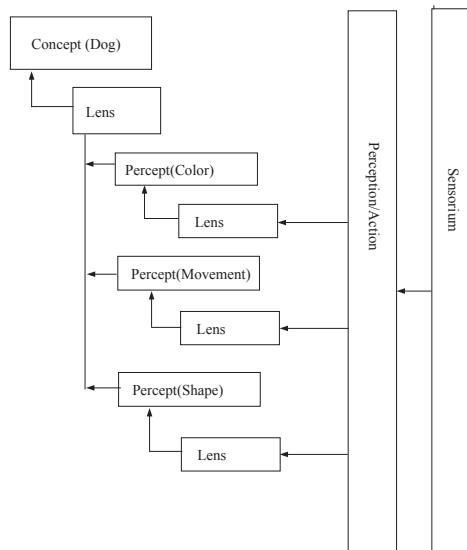 Concept (Dog)
Lens
Percept(Color)
Lens
Percept(Movement)
Lens
Percept(Shape)
Lens
Perception/Action
Sensorium